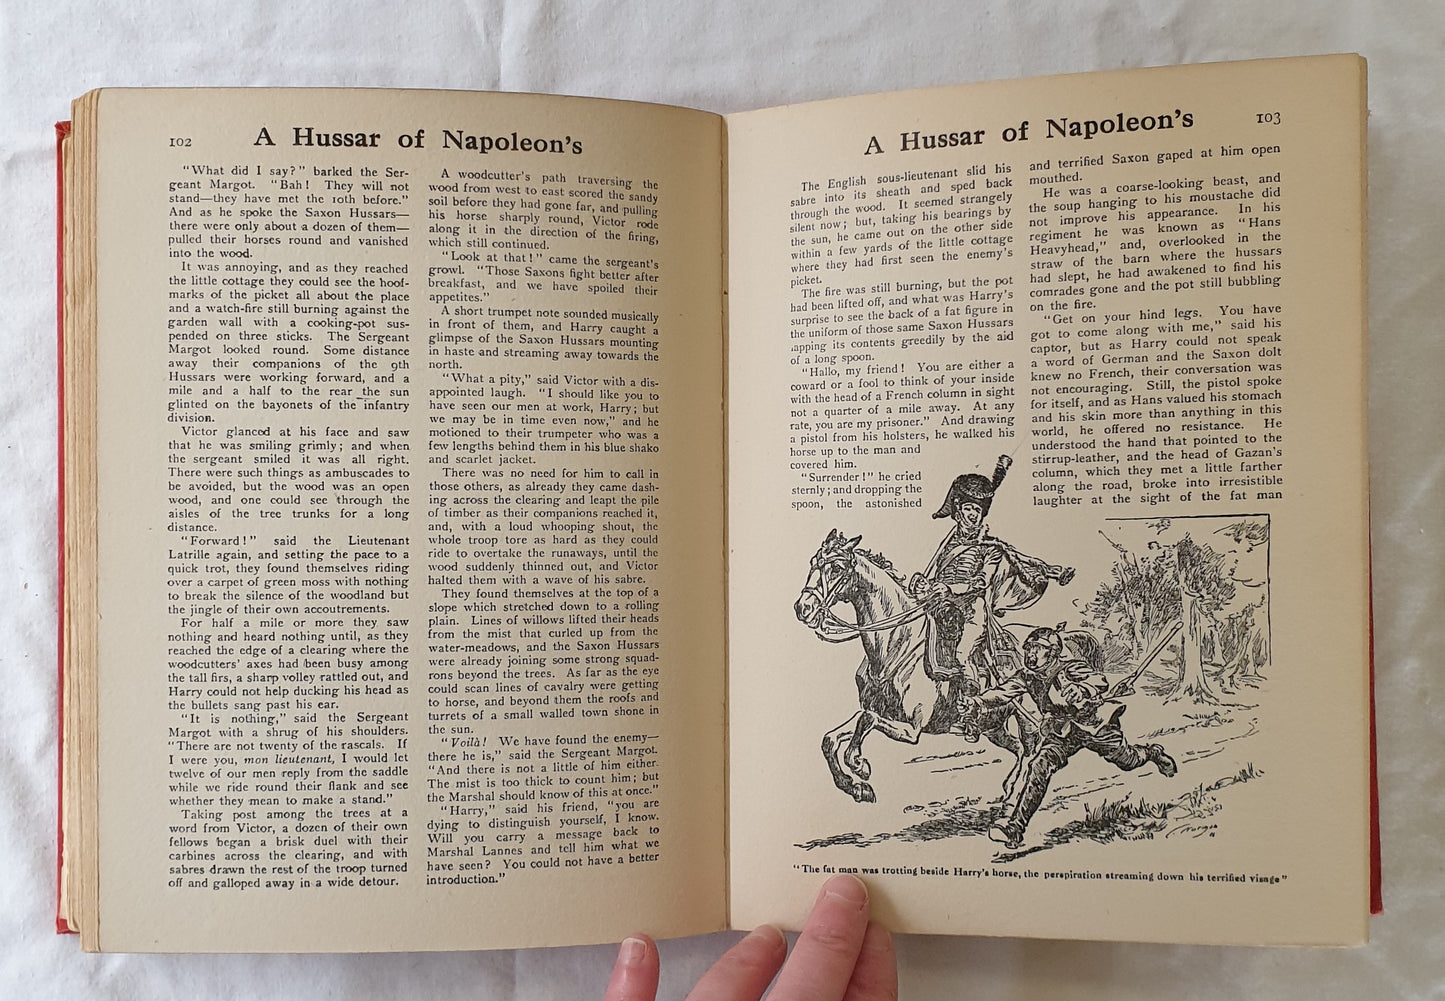 102
A Hussar of Napoleon's
"What did I say?" barked the Ser-
geant Margot. "Bah! They will not
stand—they have met the 10th before."
And as he spoke the Saxon Hussars—
there were only about a dozen of them—
pulled their horses round and vanished
into the wood.
It was annoying, and as they reached
the little cottage they could see the hoof-
marks of the picket all about the place
and a watch-fire still burning against the
garden wall with a cooking-pot sus-
pended on three sticks. The Sergeant
Margot looked round. Some distance
away their companions of the 9th
Hussars were working forward, and a
mile and a half to the rear the sun
glinted on the bayonets of the infantry
division.
Victor glanced at his face and saw
that he was smiling grimly; and when
the sergeant smiled it was all right.
There were such things as ambuscades to
be avoided, but the wood was an open
wood, and one could see through the
aisles of the tree trunks for a long
distance.
"Forward!" said the Lieutenant
Latrille again, and setting the pace to a
quick trot, they found themselves riding
over a carpet of green moss with nothing
to break the silence of the woodland but
the jingle of their own accoutrements.
For half a mile or more they saw
nothing and heard nothing until, as they
reached the edge of a clearing where the
woodcutters' axes had been busy among
the tall firs, a sharp volley rattled out, and
Harry could not help ducking his head as
the bullets sang past his ear.
"It is nothing," said the Sergeant
Margot with a shrug of his shoulders.
"There are not twenty of the rascals. If
I were you, mon lieutenant, I would let
twelve of our men reply from the saddle
while we ride round their flank and see
whether they mean to make a stand."
Taking post among the trees at a
word from Victor, a dozen of their own
fellows began a brisk duel with their
carbines across the clearing, and with
sabres drawn the rest of the troop turned
off and galloped away in a wide detour.
A woodcutter's path traversing the
wood from west to east scored the sandy
soil before they had gone far, and pulling
his horse sharply round, Victor rode
along it in the direction of the firing,
which still continued.
"Look at that!" came the sergeant's
growl. "Those Saxons fight better after
breakfast, and we have spoiled their
appetites."
A short trumpet note sounded musically
in front of them, and Harry caught a
glimpse of the Saxon Hussars mounting
in haste and streaming away towards the
north.
"What a pity," said Victor with a dis-
appointed laugh. "I should like you to
have seen our men at work, Harry; but
we may be in time even now," and he
motioned to their trumpeter who was a
few lengths behind them in his blue shako
and scarlet jacket.
There was no need for him to call in
those others, as already they came dash-
ing across the clearing and leapt the pile
of timber as their companions reached it,
and, with a loud whooping shout, the
whole troop tore as hard as they could
ride to overtake the runaways, until the
wood suddenly thinned out, and Victor
halted them with a wave of his sabre.
They found themselves at the top of a
slope which stretched down to a rolling
plain. Lines of willows lifted their heads
from the mist that curled up from the
water-meadows, and the Saxon Hussars
were already joining some strong squad-
rons beyond the trees. As far as the eye
could scan lines of cavalry were getting
to horse, and beyond them the roofs and
turrets of a small walled town shone in
the sun.
"Voilà! We have found the enemy—
there he is," said the Sergeant Margot.
"And there is not a little of him either.
The mist is too thick to count him; but
the Marshal should know of this at once."
"Harry," said his friend, "you are
dying to distinguish yourself, I know.
Will you carry a message back to
Marshal Lannes and tell him what we
have seen? You could not have a better
introduction."
A Hussar of Napoleon's
103
The English sous-lieutenant slid his
sabre into its sheath and sped back
through the wood. It seemed strangely
silent now; but, taking his bearings by
the sun, he came out on the other side
within a few yards of the little cottage
where they had first seen the enemy's
picket.
The fire was still burning, but the pot
had been lifted off, and what was Harry's
surprise to see the back of a fat figure in
the uniform of those same Saxon Hussars
lapping its contents greedily by the aid
of a long spoon.
"Hallo, my friend! You are either a
coward or a fool to think of your inside
with the head of a French column in sight
not a quarter of a mile away. At any
rate, you are my prisoner." And drawing
a pistol from his holsters, he walked his
horse up to the man and
covered him.
"Surrender!" he cried
sternly; and dropping the
spoon, the astonished
and terrified Saxon gaped at him open
mouthed.
He was a coarse-looking beast, and
the soup hanging to his moustache did
not improve his appearance. In his
regiment he was known as "Hans
Heavyhead," and, overlooked in the
straw of the barn where the hussars
had slept, he had awakened to find his
comrades gone and the pot still bubbling
on the fire.
"Get on your hind legs. You have
got to come along with me," said his
captor, but as Harry could not speak
a word of German and the Saxon dolt
knew no French, their conversation was
not encouraging. Still, the pistol spoke
for itself, and as Hans valued his stomach
and his skin more than anything in this
world, he offered no resistance. He
understood the hand that pointed to the
stirrup-leather, and the head of Gazan's
column, which they met a little farther
along the road, broke into irresistible
laughter at the sight of the fat man
"The fat man was trotting beside Harry's horse, the perspiration streaming down his terrified visage"